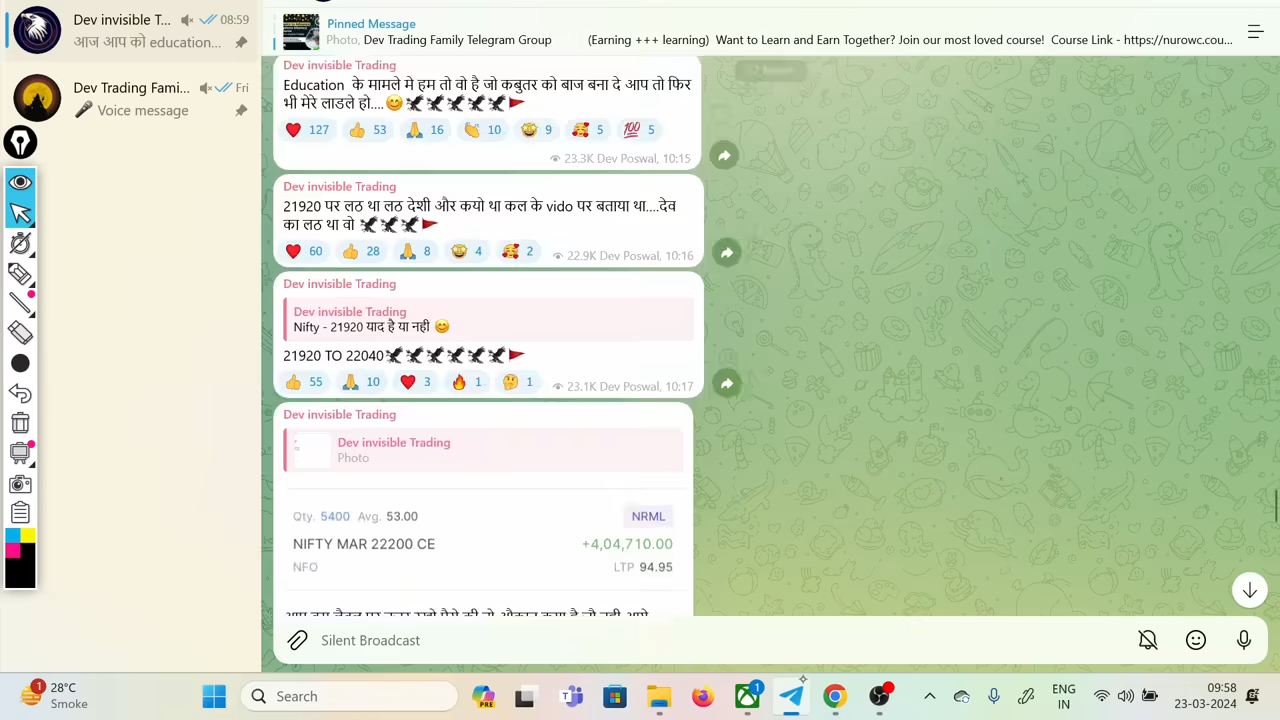 Dev invisible T... 08:59
आज आप को education...
Dev Trading Fami... Fri
Voice message
Pinned Message
Photo, Dev Trading Family Telegram Group (Earning +++ learning) Want to Learn and Earn Together? Join our most loved course! Course Link - https://nurowc.cou...
Dev invisible Trading
Education के मामले मे हम तो वो है जो कबुतर को बाज बना दे आप तो फिर
भी मेरे लाडले हो....😊🦅🦅🦅🦅🦅🚩
❤️ 127 👍 53 🙏 16 👏 10 🤩 9 🥰 5 💯 5
23.3K Dev Poswal, 10:15
Dev invisible Trading
21920 पर लठ था लठ देशी और कयो था कल के vido पर बताया था....देव
का लठ था वो 🦅🦅🦅🚩
❤️ 60 👍 28 🙏 8 🤩 4 🥰 2 22.9K Dev Poswal, 10:16
Dev invisible Trading
Dev invisible Trading
Nifty - 21920 याद है या नही 😊
21920 TO 22040🦅🦅🦅🦅🦅🦅🚩
👍 55 🙏 10 ❤️ 3 🔥 1 🤔 1 23.1K Dev Poswal, 10:17
Dev invisible Trading
Dev invisible Trading
Photo
Qty. 5400 Avg. 53.00 NRML
NIFTY MAR 22200 CE +4,04,710.00
NFO LTP 94.95
Silent Broadcast
1 28°C
Smoke
Search
PRE
1
ENG
IN
09:58
23-03-2024